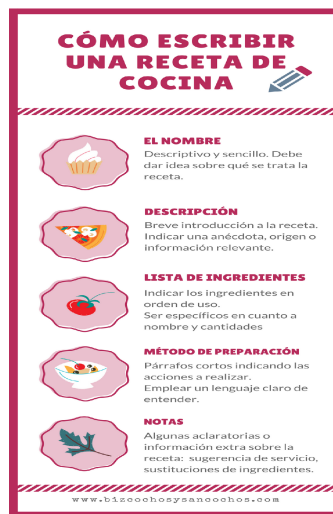 CÓMO ESCRIBIR
UNA RECETA DE
COCINA
EL NOMBRE
Descriptivo y sencillo. Debe
dar idea sobre qué se trata la
receta.
DESCRIPCIÓN
Breve introducción a la receta.
Indicar una anécdota, origen o
información relevante.
LISTA DE INGREDIENTES
Indicar los ingredientes en
orden de uso.
Ser específicos en cuanto a
nombre y cantidades
MÉTODO DE PREPARACIÓN
Párrafos cortos indicando las
acciones a realizar.
Emplear un lenguaje claro de
entender.
NOTAS
Algunas aclaratorias o
información extra sobre la
receta: sugerencia de servicio,
sustituciones de ingredientes.
www.bizcochosysancochos.com